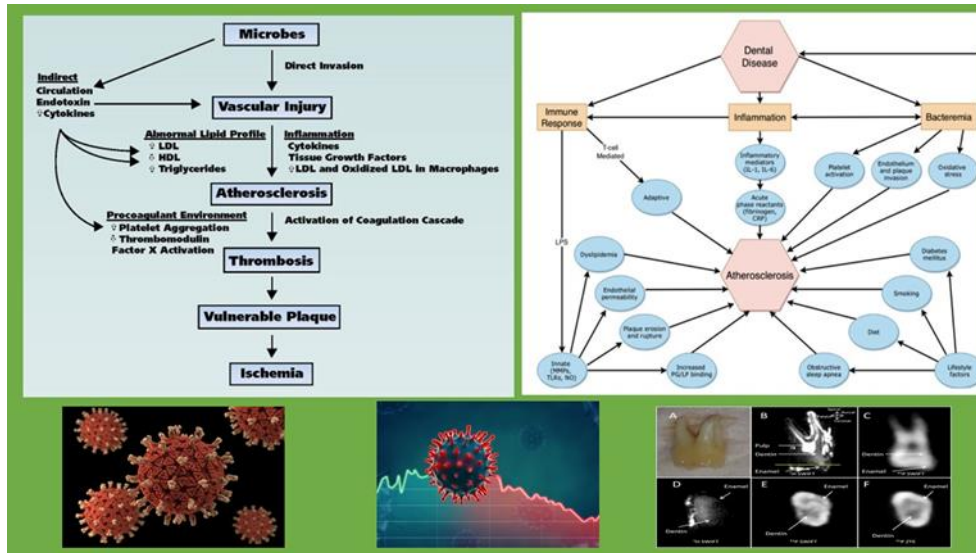 Microbes
Direct Invasion
Indirect
Circulation
Endotoxin
⇧Cytokines
Vascular Injury
Abnormal Lipid Profile
⇧ LDL
⇩ HDL
⇧ Triglycerides
Inflammation
Cytokines
Tissue Growth Factors
⇧LDL and Oxidized LDL in Macrophages
Atherosclerosis
Procoagulant Environment
⇧ Platelet Aggregation
⇩ Thrombomodulin
Factor X Activation
Activation of Coagulation Cascade
Thrombosis
Vulnerable Plaque
Ischemia
Dental
Disease
Immune
Response
Inflammation
Bacteremia
T-cell
Mediated
Adaptive
Inflammatory
mediators
(IL-1, IL-6)
Acute
phase reactants
(fibrinogen,
CRP)
Platelet
activation
Endothelium
and plaque
invasion
Oxidative
stress
LPS
Atherosclerosis
Dyslipidemia
Endothelial
permeability
Plaque erosion
and rupture
Innate
(MMPs,
TLRs, NO)
Increased
PG/LP binding
Obstructive
sleep apnea
Lifestyle
factors
Diet
Smoking
Diabetes
mellitus
A
B
Pulp
Dentin
Enamel
C
Dentin
Enamel
D
Enamel
Dentin
E
Enamel
Dentin
F
Enamel
Dentin